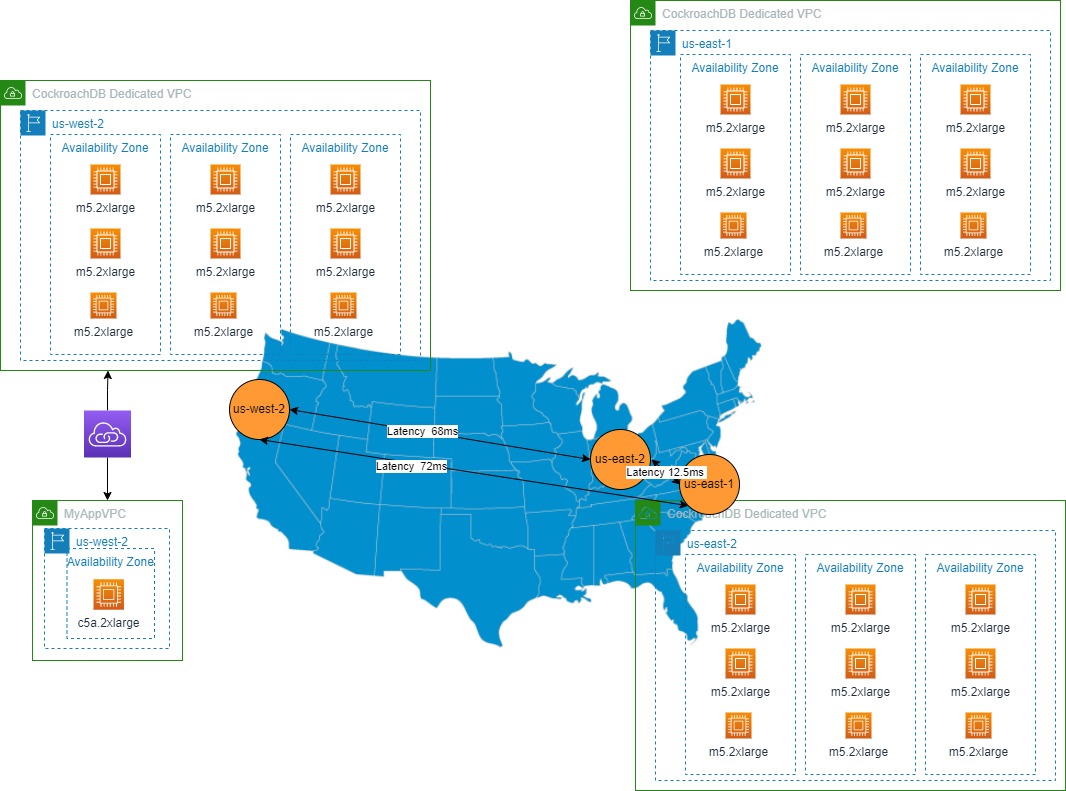 CockroachDB Dedicated VPC
us-east-1
Availability Zone Availability Zone Availability Zone
m5.2xlarge m5.2xlarge m5.2xlarge
m5.2xlarge m5.2xlarge m5.2xlarge
m5.2xlarge m5.2xlarge m5.2xlarge
CockroachDB Dedicated VPC
us-west-2
Availability Zone Availability Zone Availability Zone
m5.2xlarge m5.2xlarge m5.2xlarge
m5.2xlarge m5.2xlarge m5.2xlarge
m5.2xlarge m5.2xlarge m5.2xlarge
us-west-2
Latency 68ms
us-east-2
Latency 72ms
Latency 12.5ms
us-east-1
MyAppVPC
us-west-2
Availability Zone
c5a.2xlarge
CockroachDB Dedicated VPC
us-east-2
Availability Zone Availability Zone Availability Zone
m5.2xlarge m5.2xlarge m5.2xlarge
m5.2xlarge m5.2xlarge m5.2xlarge
m5.2xlarge m5.2xlarge m5.2xlarge